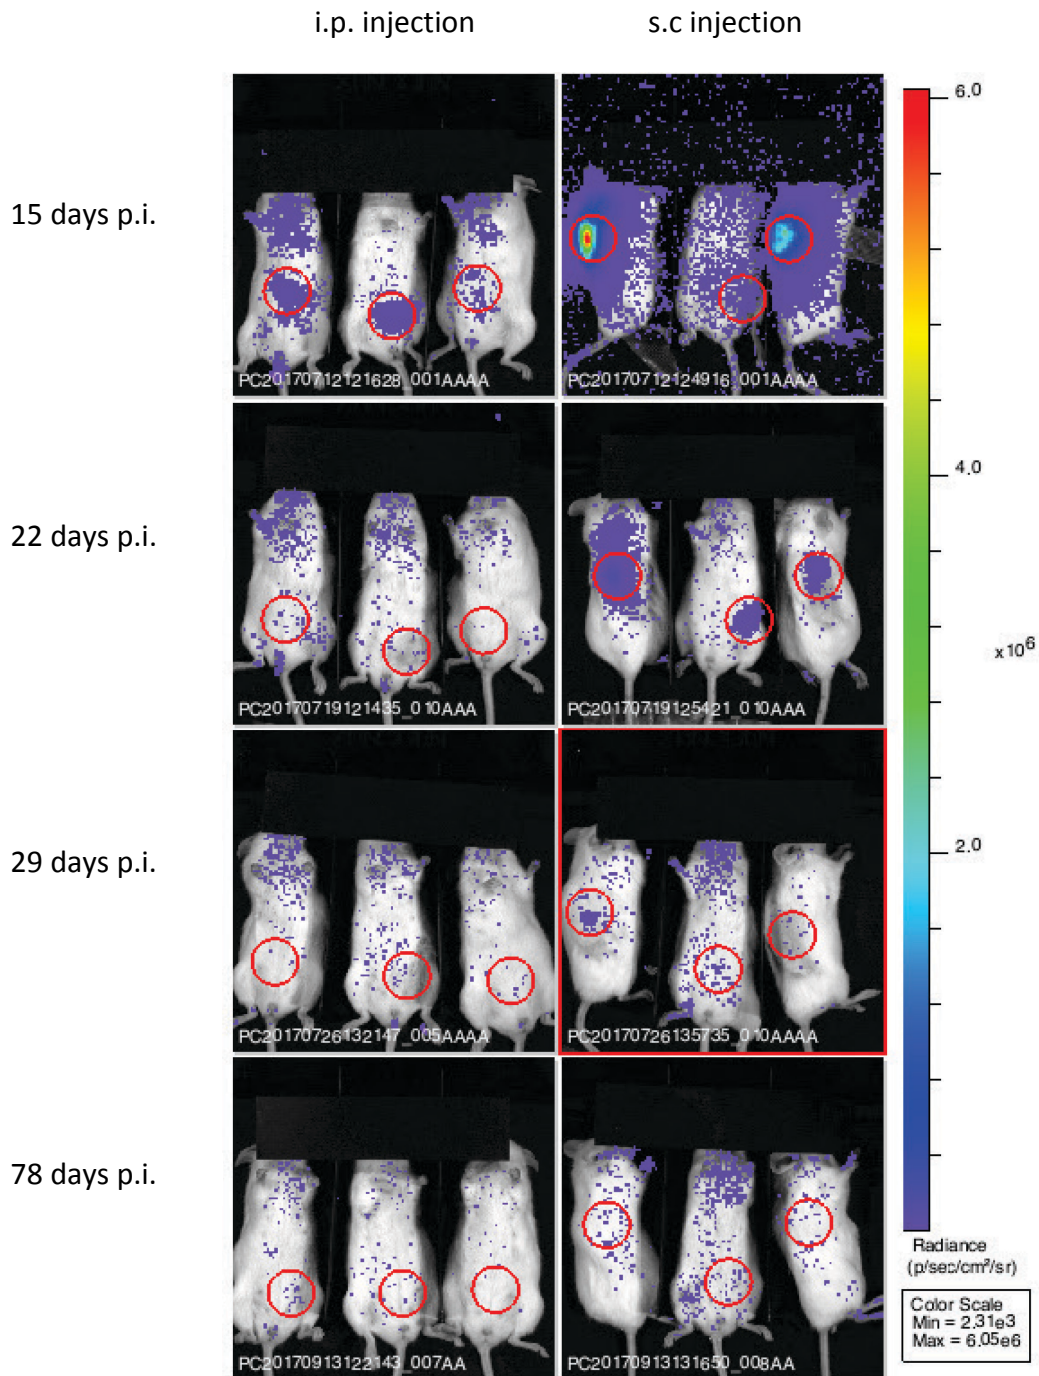 i.p. injection
s.c injection
15 days p.i.
PC20170712121628_001AAAA
PC20170712124916_001AAAA
22 days p.i.
PC20170719121435_010AAA
PC20170719125421_010AAA
29 days p.i.
PC20170726132147_005AAAA
PC20170726135735_010AAAA
78 days p.i.
PC20170913122143_007AA
PC20170913131650_008AA
6.0
4.0
x10⁶
2.0
Radiance
(p/sec/cm²/sr)
Color Scale
Min = 2.31e3
Max = 6.05e6